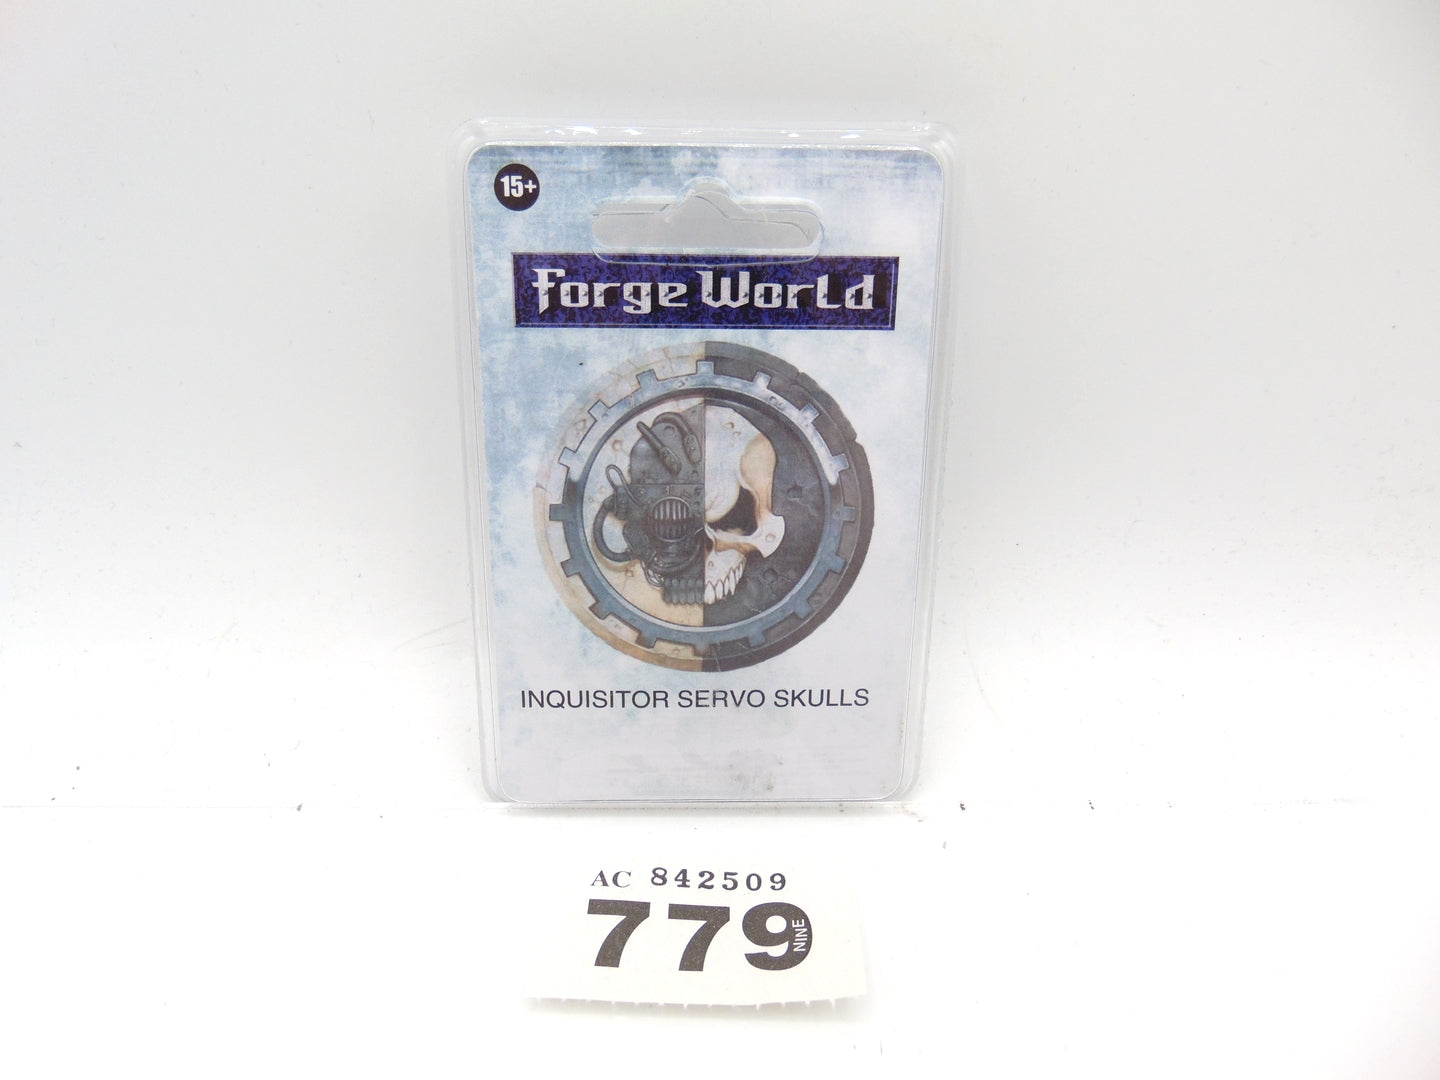 15+
Forge World
INQUISITOR SERVO SKULLS
AC 842509
779
NINE